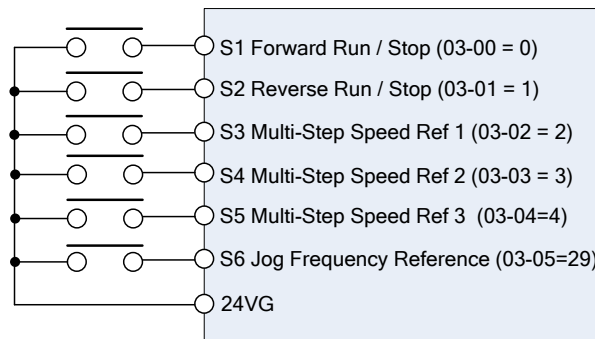 S1 Forward Run / Stop (03-00 = 0)
S2 Reverse Run / Stop (03-01 = 1)
S3 Multi-Step Speed Ref 1 (03-02 = 2)
S4 Multi-Step Speed Ref 2 (03-03 = 3)
S5 Multi-Step Speed Ref 3 (03-04=4)
S6 Jog Frequency Reference (03-05=29)
24VG